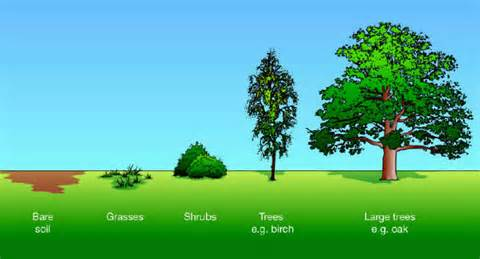 Bare
soil
Grasses
Shrubs
Trees
e.g. birch
Large trees
e.g. oak